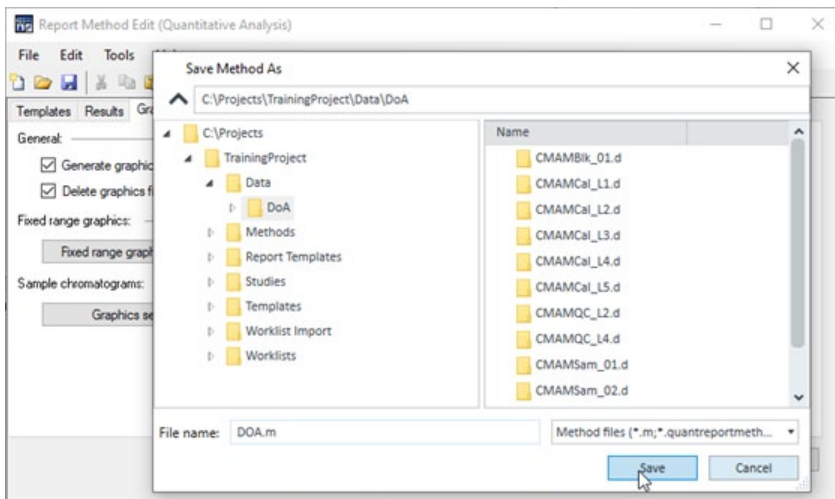 Report Method Edit (Quantitative Analysis)
File Edit Tools
Save Method As
C:\Projects\TrainingProject\Data\DoA
Templates Results
General:
Generate graphic
Delete graphics
Fixed range graphics:
Fixed range
Sample chromatograms:
Graphics
C:\Projects
TrainingProject
Data
DoA
Methods
Report Templates
Studies
Templates
Worklist Import
Worklists
Name
CMAMBlk_01.d
CMAMCal_L1.d
CMAMCal_L2.d
CMAMCal_L3.d
CMAMCal_L4.d
CMAMCal_L5.d
CMAMQC_L2.d
CMAMQC_L4.d
CMAMSam_01.d
CMAMSam_02.d
File name: DOA.m
Method files (*.m;*.quantreportmeth...
Save Cancel